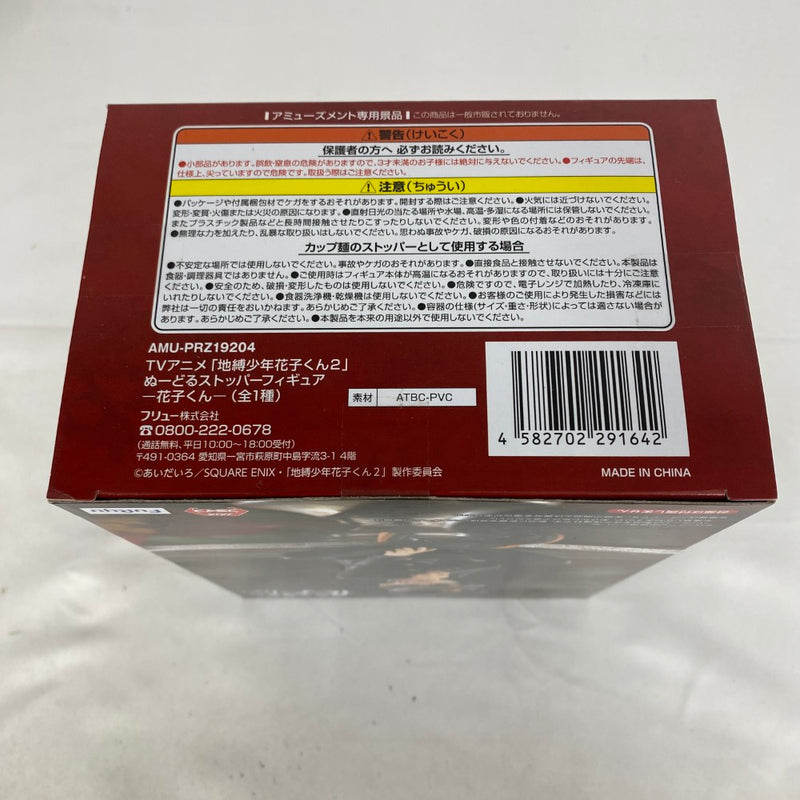 アミューズメント専用景品 この商品は一般市販されておりません。
警告(けいこく)
保護者の方へ 必ずお読みください。
●小部品があります。誤飲・窒息の危険がありますので、3才未満のお子様には絶対に与えないでください。●フィギュアの先端は、
仕様上、尖っていますので危険です。取扱う際はご注意ください。
注意(ちゅうい)
●パッケージや付属梱包材でケガをするおそれがあります。開封する際はご注意ください。●火気には近づけないでください。
変形・変質・火傷または火災の原因になります。●直射日光の当たる場所や水場、高温・多湿になる場所には保管しないでください。
またプラスチック製品などと長時間接触させたりこすったりしないでください。変形や色の付着などのおそれがあります。
●無理な力を加えたり、乱暴な取り扱いはしないでください。思わぬ事故やケガ、破損の原因になるおそれがあります。
カップ麺のストッパーとして使用する場合
●不安定な場所では使用しないでください。事故やケガのおそれがあります。●直接食品と接触させないでください。本製品は
食器・調理器具ではありません。●ご使用時はフィギュア本体が高温になるおそれがありますので、取り扱いには十分にご注意
ください。●安全のため、破損・変形したものは使用しないでください。●危険ですので、電子レンジで加熱したり、冷凍庫に
いれたりしないでください。●食器洗浄機・乾燥機は使用しないでください。●お客様のご使用により発生した損害などには
弊社は一切の責任をおいかねます。あらかじめご了承ください。●容器の仕様(サイズ・重さ・形状)によっては適さない場合が
あります。あらかじめご了承ください。●本製品を本来の用途以外で使用しないでください。
AMU-PRZ19204
TVアニメ「地縛少年花子くん2」
ぬーどるストッパーフィギュア
―花子くん―(全1種)
素材 ATBC-PVC
フリュー株式会社
☎0800-222-0678
(通話無料、平日10:00～18:00受付)
〒491-0364 愛知県一宮市萩原町中島字流3-1 4階
©あいだいろ／SQUARE ENIX・「地縛少年花子くん2」製作委員会
4 582702 291642
MADE IN CHINA
FuRyu